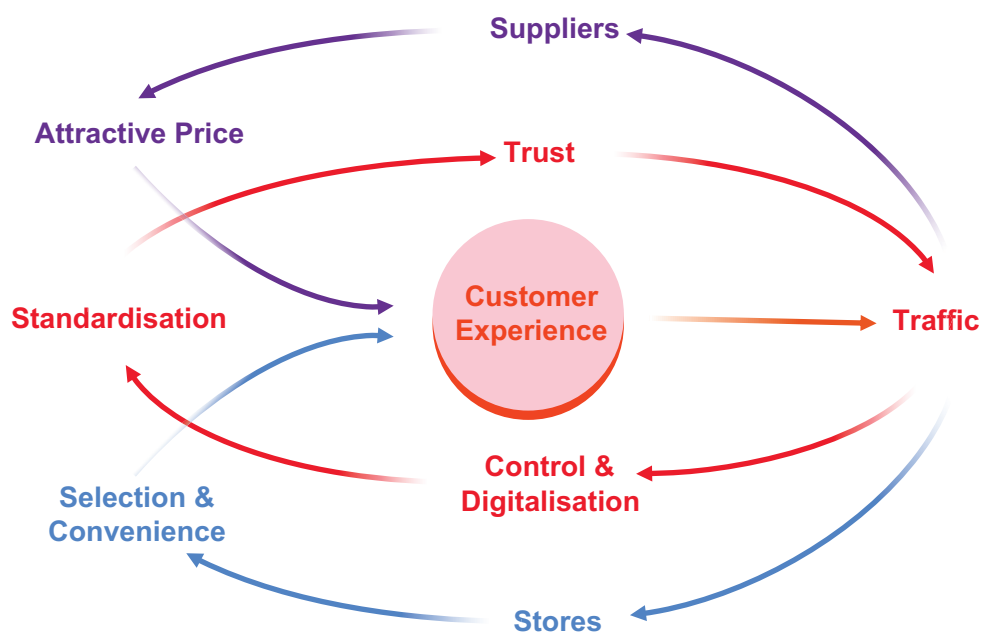 Suppliers
Attractive Price
Trust
Customer
Experience
Standardisation
Traffic
Control &
Digitalisation
Selection &
Convenience
Stores